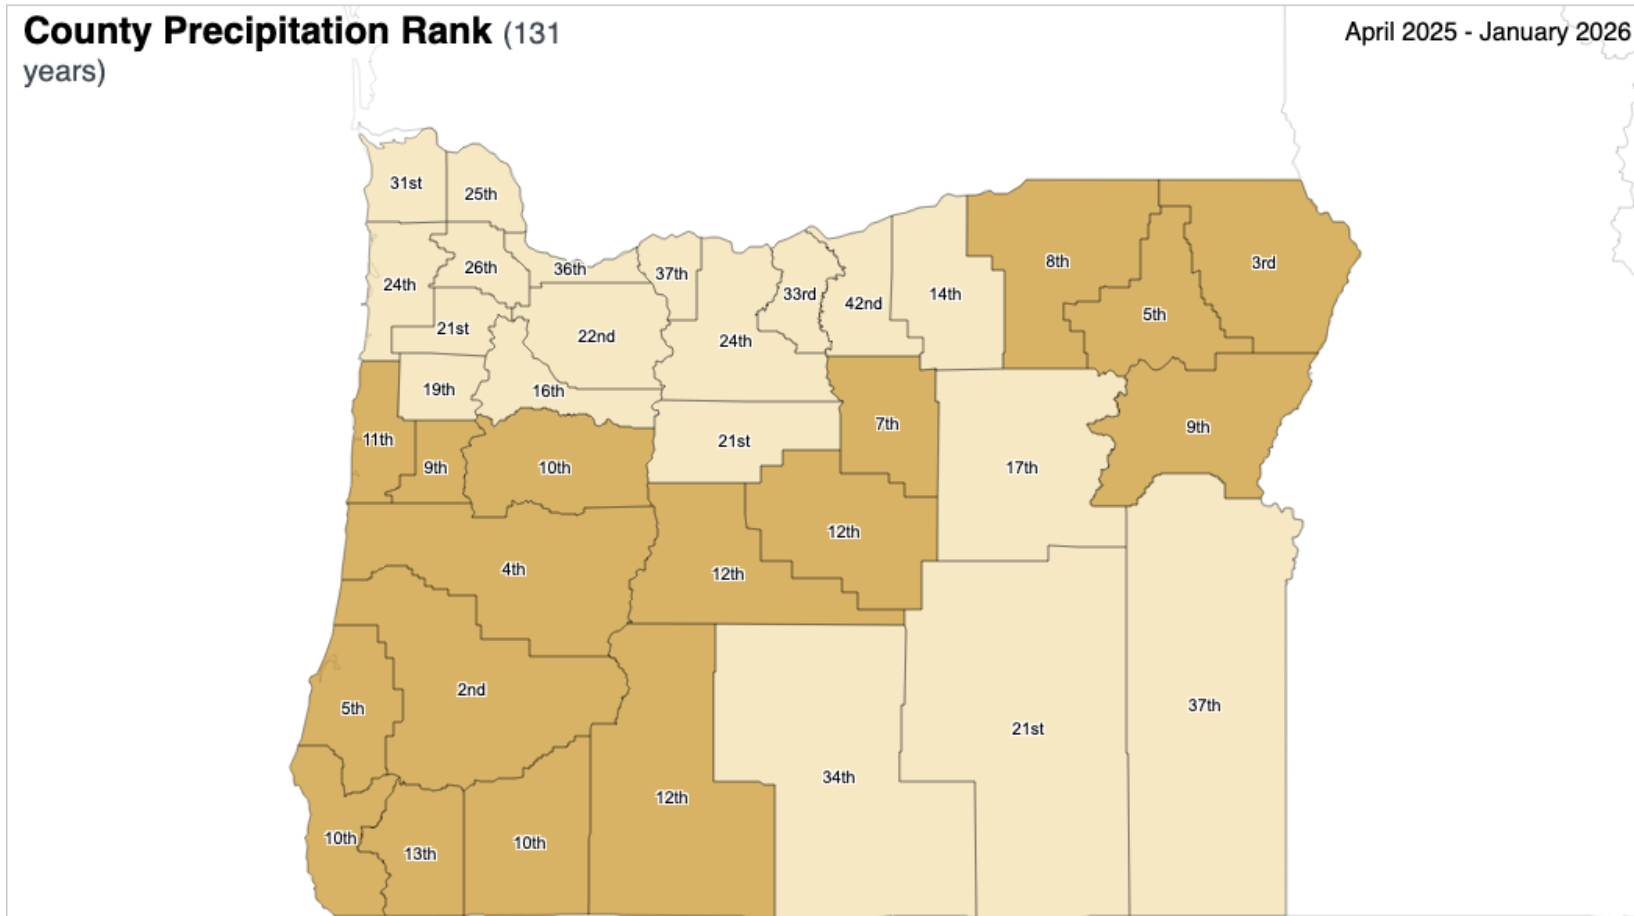 County Precipitation Rank (131
years)
April 2025 - January 2026
31st
25th
24th
26th
36th
37th
33rd
42nd
14th
8th
5th
3rd
21st
22nd
24th
19th
16th
11th
9th
10th
21st
7th
17th
9th
4th
12th
12th
5th
2nd
12th
34th
21st
37th
10th
13th
10th